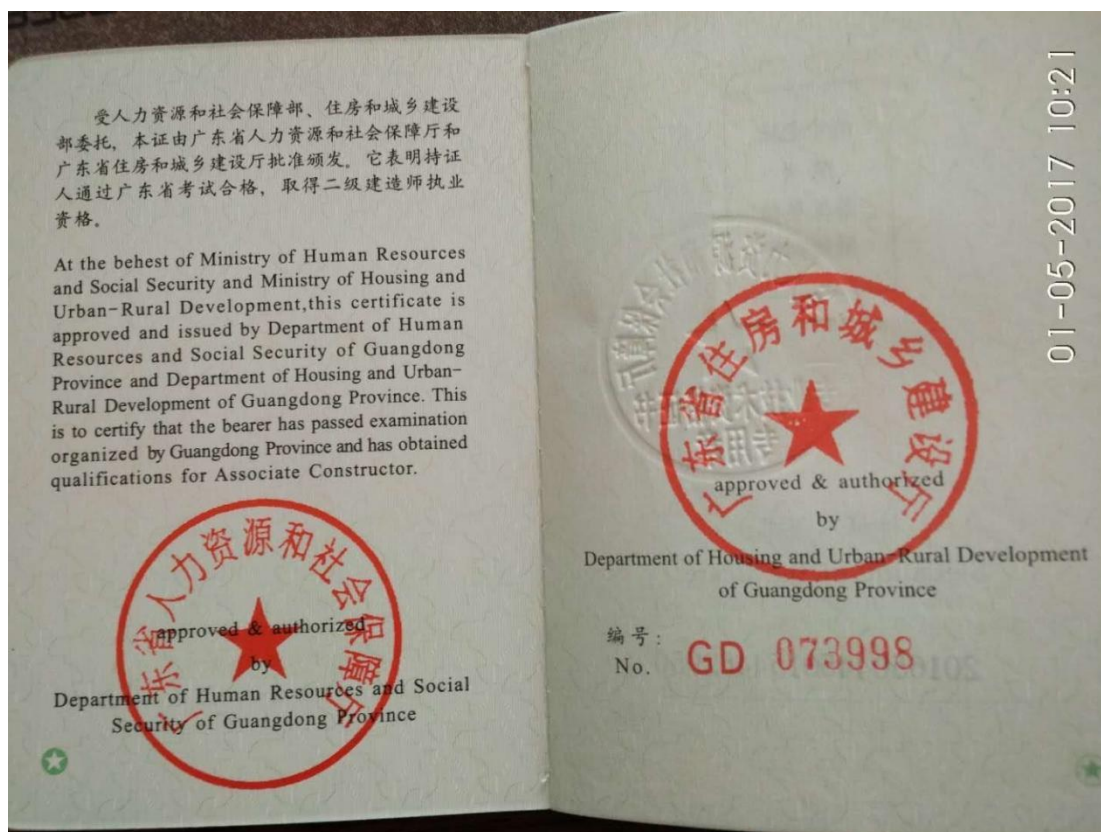 受人力资源和社会保障部、住房和城乡建设
部委托，本证由广东省人力资源和社会保障厅和
广东省住房和城乡建设厅批准颁发。它表明持证
人通过广东省考试合格，取得二级建造师执业
资格。
At the behest of Ministry of Human Resources
and Social Security and Ministry of Housing and
Urban-Rural Development,this certificate is
approved and issued by Department of Human
Resources and Social Security of Guangdong
Province and Department of Housing and Urban-
Rural Development of Guangdong Province. This
is to certify that the bearer has passed examination
organized by Guangdong Province and has obtained
qualifications for Associate Constructor.
广东省人力资源和社会保障厅
approved & authorized
by
Department of Human Resources and Social
Security of Guangdong Province
广东省住房和城乡建设厅
approved & authorized
by
Department of Housing and Urban-Rural Development
of Guangdong Province
编号:
No. GD 073998
01-05-2017 10:21